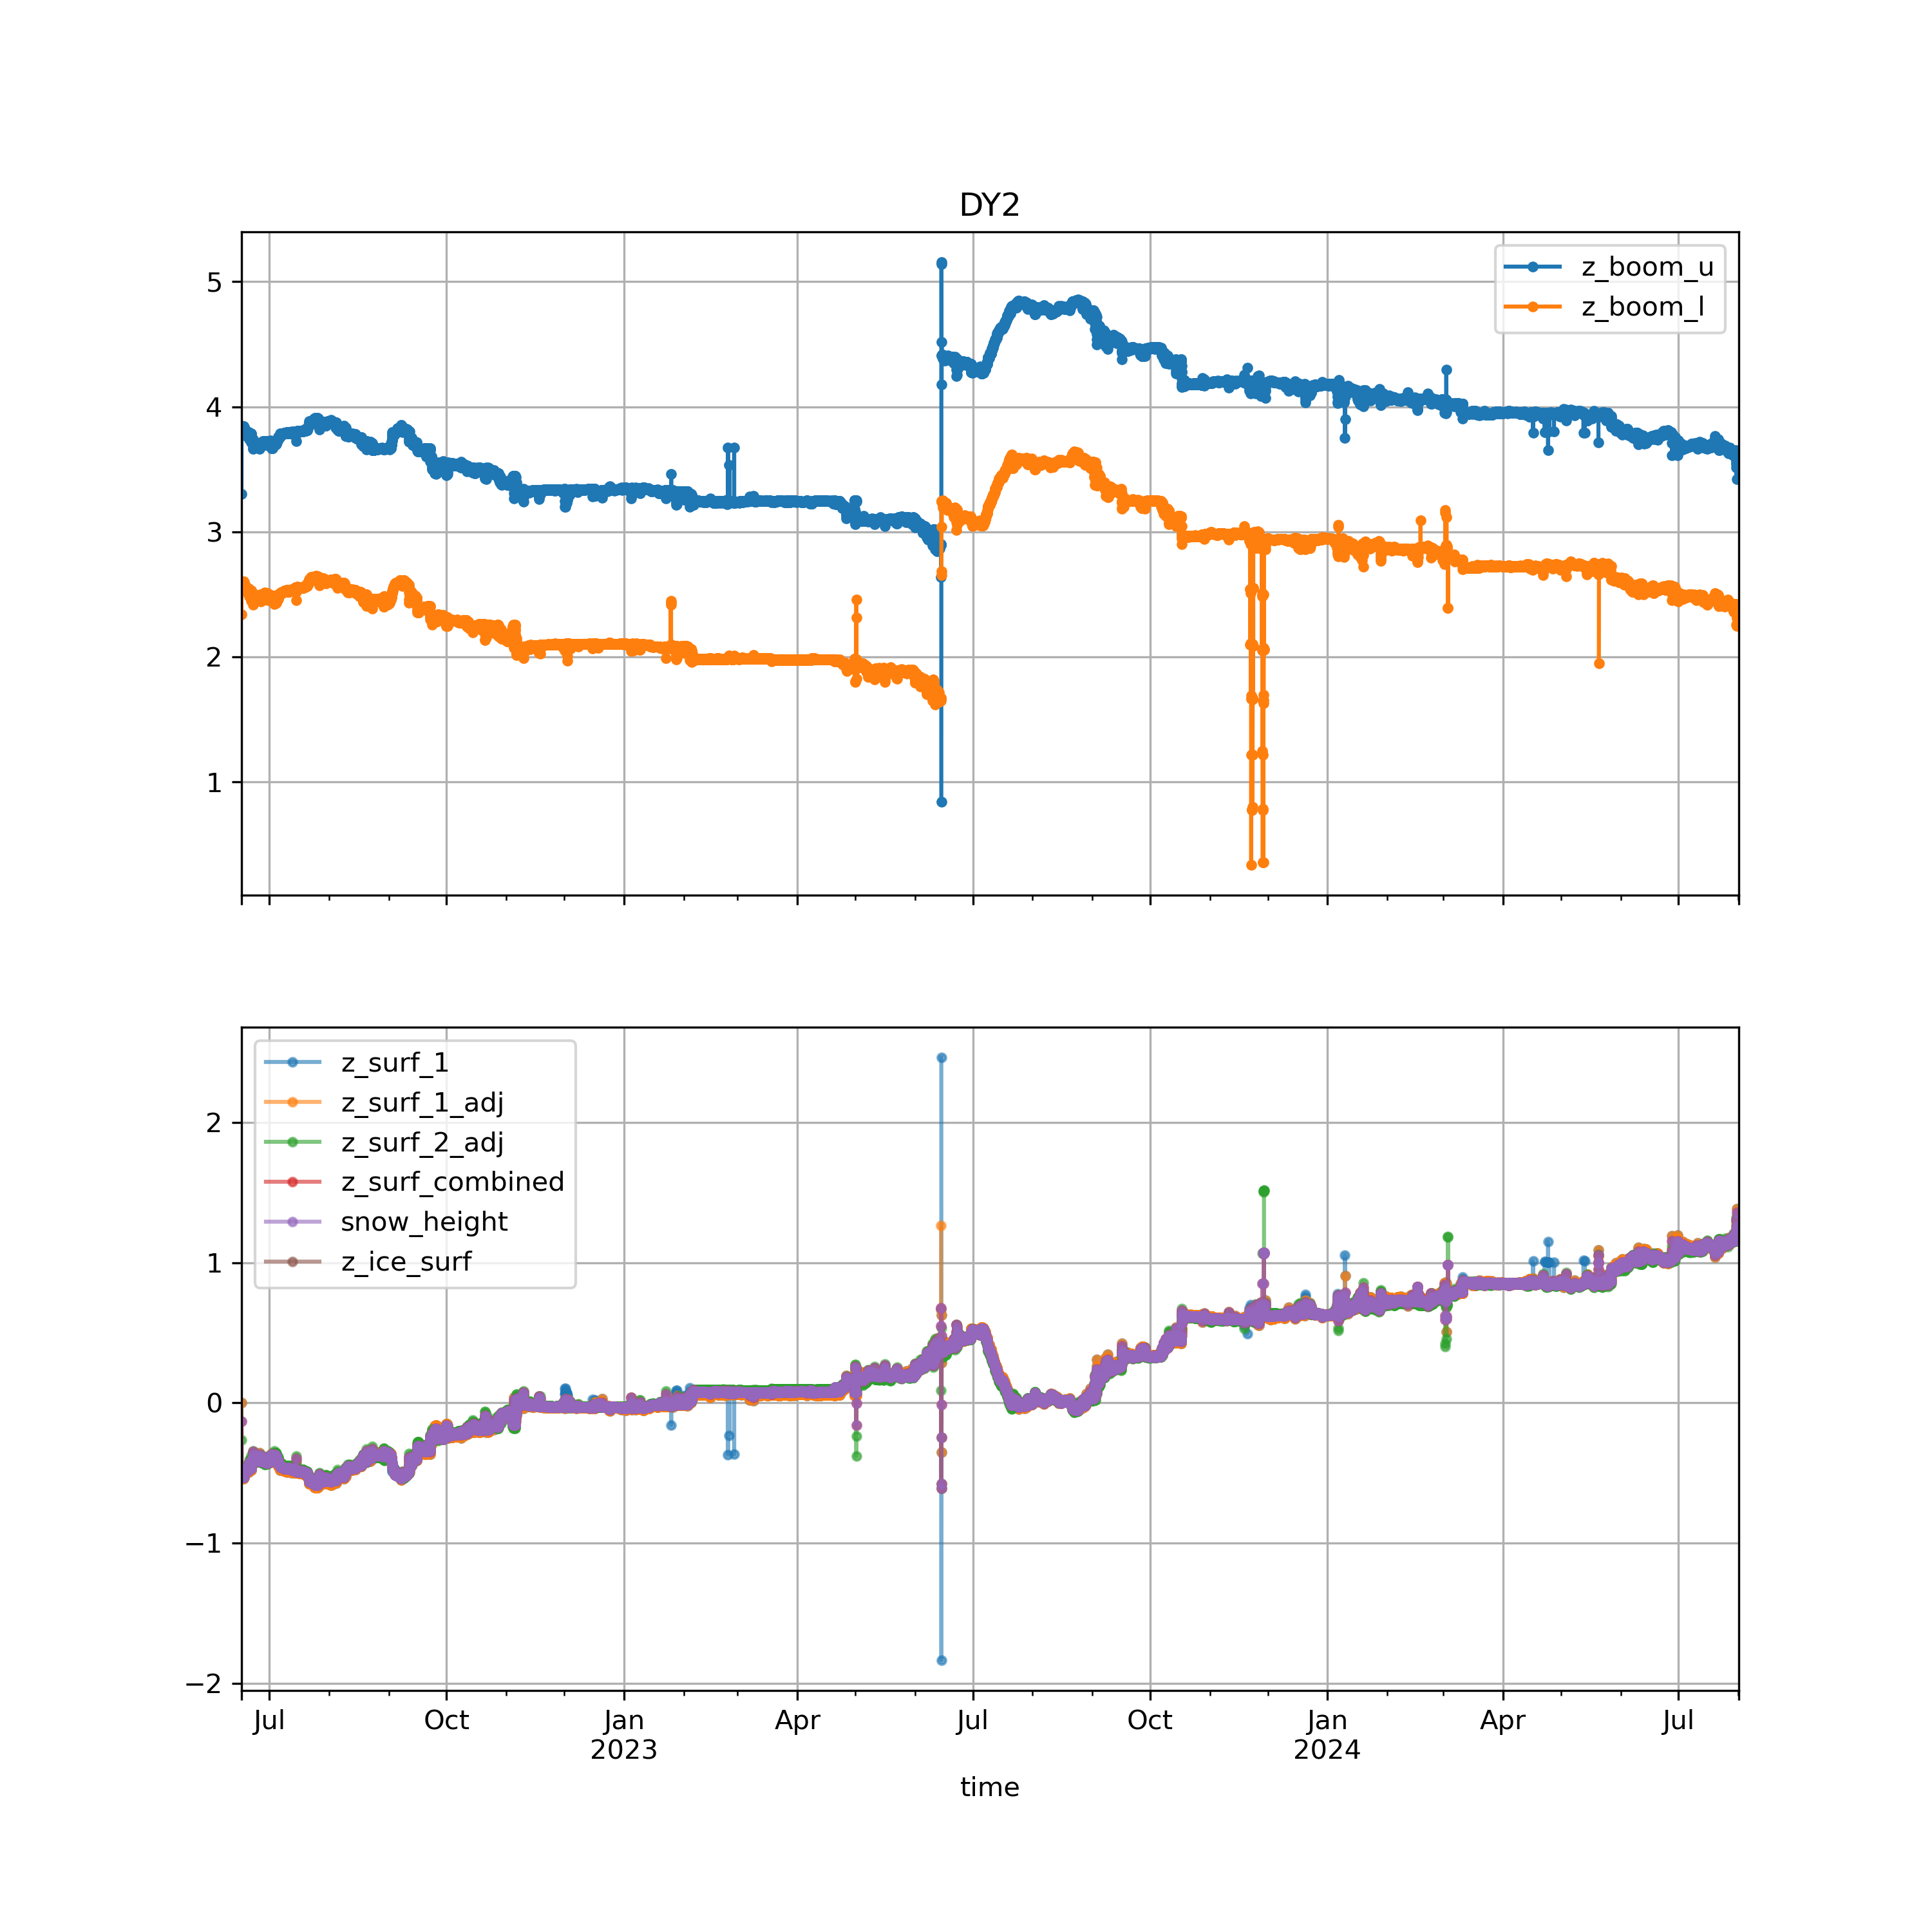 DY2
5
4
3
2
1
z_boom_u
z_boom_l
2
1
0
−1
−2
z_surf_1
z_surf_1_adj
z_surf_2_adj
z_surf_combined
snow_height
z_ice_surf
Jul Oct Jan Apr Jul Oct Jan Apr Jul
2023 2024
time